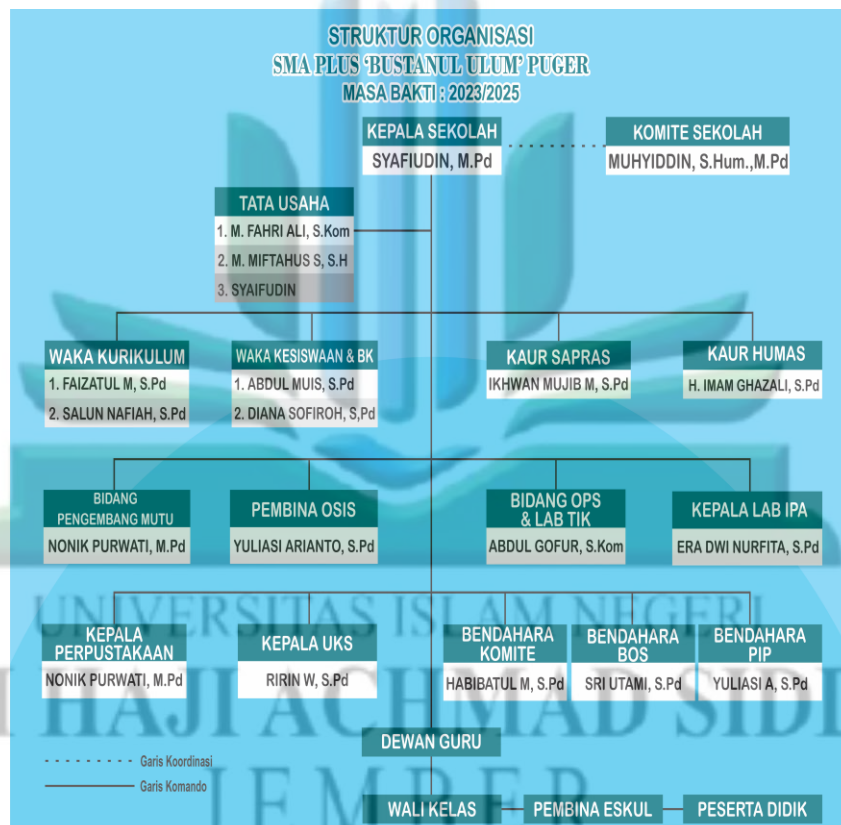 STRUKTUR ORGANISASI
SMA PLUS ‘BUSTANUL ULUM’ PUGER
MASA BAKTI : 2023/2025
KEPALA SEKOLAH
SYAFIUDIN, M.Pd
KOMITE SEKOLAH
MUHYIDDIN, S.Hum.,M.Pd
TATA USAHA
1. M. FAHRI ALI, S.Kom
2. M. MIFTAHUS S, S.H
3. SYAIFUDIN
WAKA KURIKULUM
1. FAIZATUL M, S.Pd
2. SALUN NAFIAH, S.Pd
WAKA KESISWAAN & BK
1. ABDUL MUIS, S.Pd
2. DIANA SOFIROH, S,Pd
KAUR SAPRAS
IKHWAN MUJIB M, S.Pd
KAUR HUMAS
H. IMAM GHAZALI, S.Pd
BIDANG
PENGEMBANG MUTU
NONIK PURWATI, M.Pd
PEMBINA OSIS
YULIASI ARIANTO, S.Pd
BIDANG OPS
& LAB TIK
ABDUL GOFUR, S.Kom
KEPALA LAB IPA
ERA DWI NURFITA, S.Pd
UNIVERSITAS ISLAM NEGERI
KEPALA
PERPUSTAKAAN
NONIK PURWATI, M.Pd
KEPALA UKS
RIRIN W, S.Pd
BENDAHARA
KOMITE
HABIBATUL M, S.Pd
BENDAHARA
BOS
SRI UTAMI, S.Pd
BENDAHARA
PIP
YULIASI A, S.Pd
I HAJI ACHMAD SIDI
DEWAN GURU
Garis Koordinasi
Garis Komando
JEMBER
WALI KELAS
PEMBINA ESKUL
PESERTA DIDIK